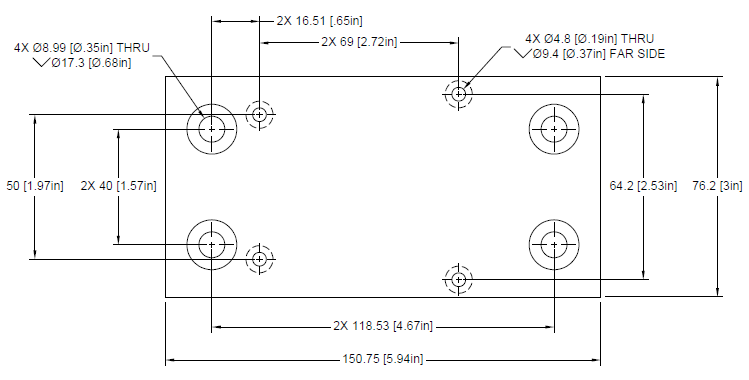 2X 16.51 [.65in]
2X 69 [2.72in]
4X Ø8.99 [Ø.35in] THRU
Ø17.3 [Ø.68in]
4X Ø4.8 [Ø.19in] THRU
Ø9.4 [Ø.37in] FAR SIDE
50 [1.97in]
2X 40 [1.57in]
64.2 [2.53in]
76.2 [3in]
2X 118.53 [4.67in]
150.75 [5.94in]